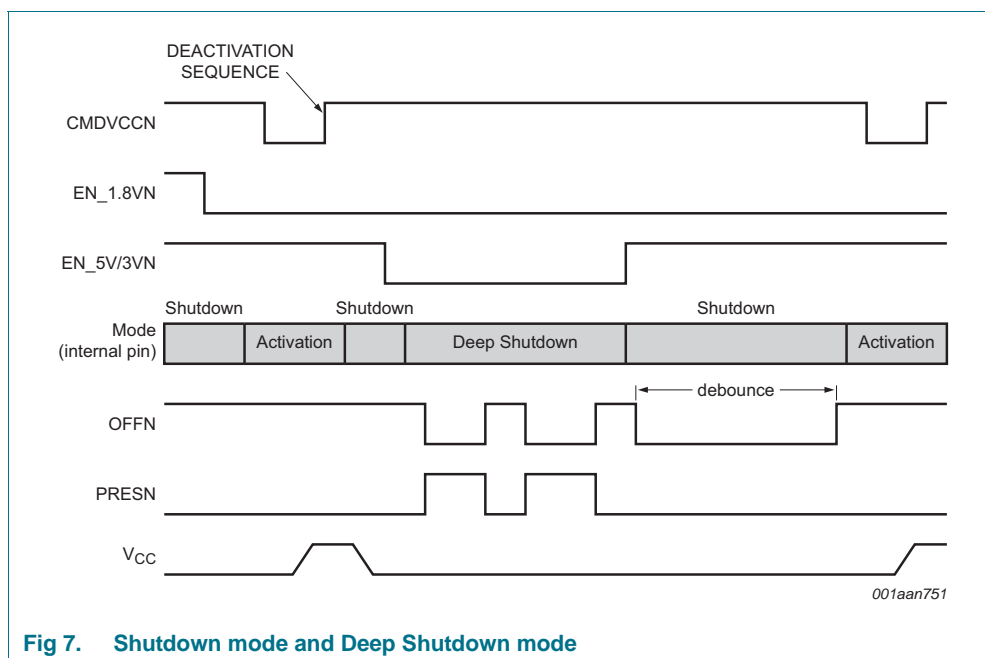 DEACTIVATION
SEQUENCE
CMDVCCN
EN_1.8VN
EN_5V/3VN
Shutdown Shutdown Shutdown
Mode
(internal pin)
Activation Deep Shutdown Activation
debounce
OFFN
PRESN
VCC
001aan751
Fig 7. Shutdown mode and Deep Shutdown mode